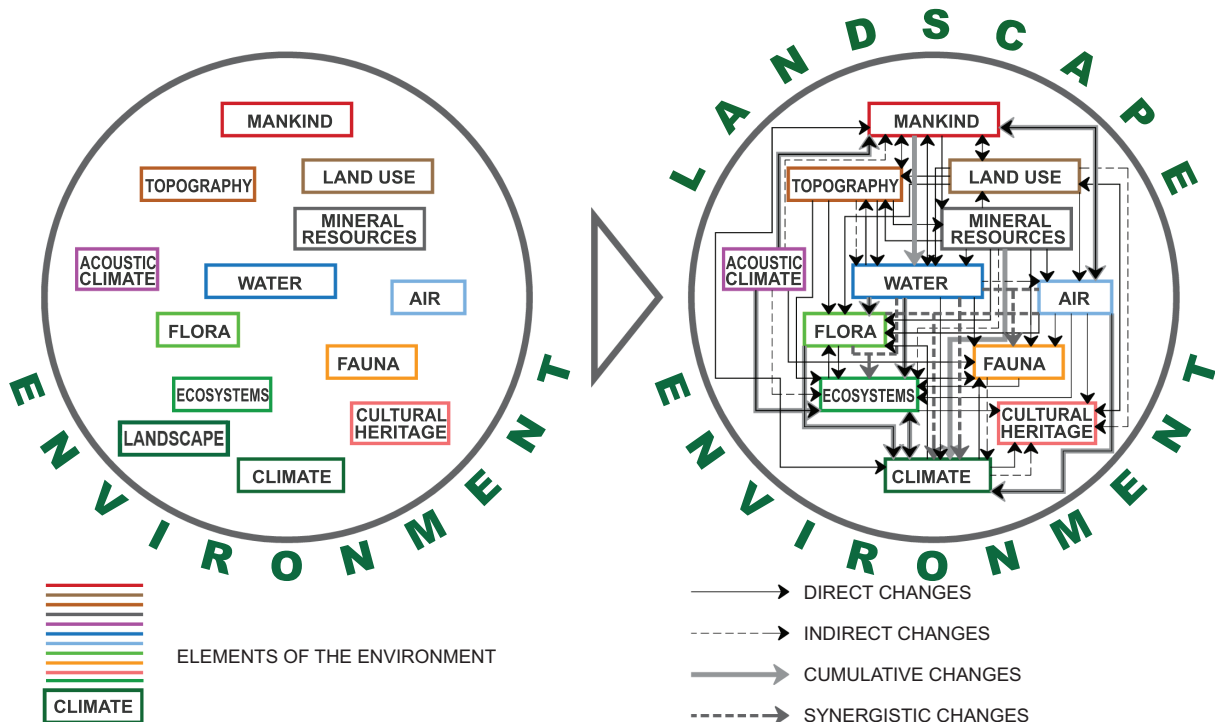 MANKIND
TOPOGRAPHY
LAND USE
MINERAL
RESOURCES
ACOUSTIC
CLIMATE
WATER
AIR
FLORA
FAUNA
ECOSYSTEMS
CULTURAL
HERITAGE
LANDSCAPE
CLIMATE
ENVIRONMENT
LANDSCAPE
MANKIND
TOPOGRAPHY
LAND USE
MINERAL
RESOURCES
ACOUSTIC
CLIMATE
WATER
AIR
FLORA
FAUNA
ECOSYSTEMS
CULTURAL
HERITAGE
CLIMATE
ENVIRONMENT
ELEMENTS OF THE ENVIRONMENT
CLIMATE
DIRECT CHANGES
INDIRECT CHANGES
CUMULATIVE CHANGES
SYNERGISTIC CHANGES